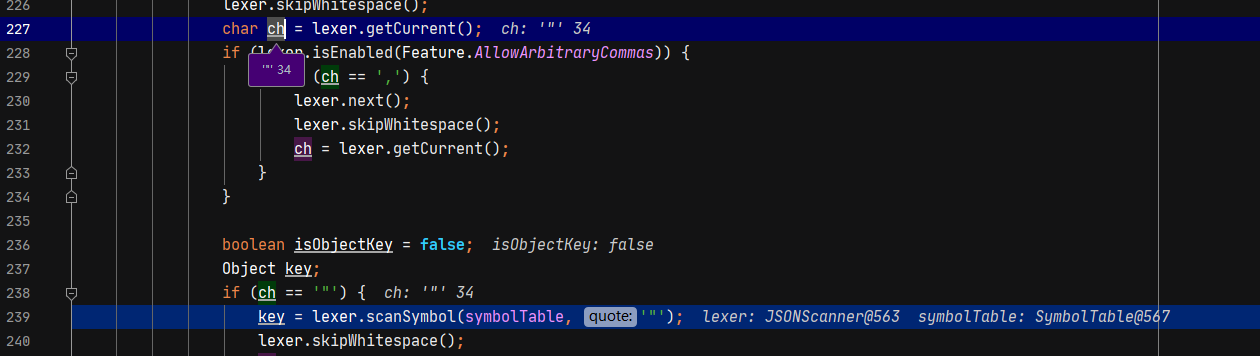 226 lexer.skipWhitespace();
227 char ch = lexer.getCurrent(); ch: '"' 34
228 if (lexer.isEnabled(Feature.AllowArbitraryCommas)) {
'"' 34
229 (ch == ',') {
230 lexer.next();
231 lexer.skipWhitespace();
232 ch = lexer.getCurrent();
233 }
234 }
235
236 boolean isObjectKey = false; isObjectKey: false
237 Object key;
238 if (ch == '"') { ch: '"' 34
239 key = lexer.scanSymbol(symbolTable, quote: '"'); lexer: JSONScanner@563 symbolTable: SymbolTable@567
240 lexer.skipWhitespace();